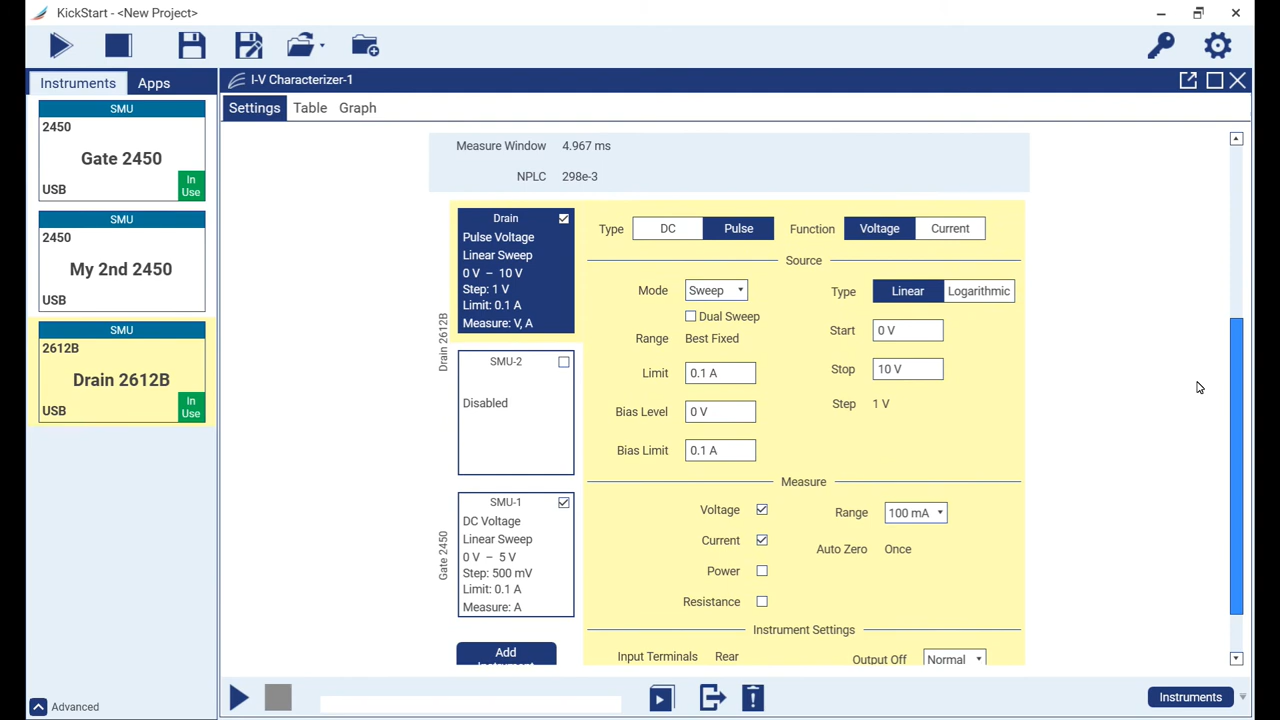 KickStart - <New Project>
Instruments
Apps
SMU
2450
Gate 2450
USB
In
Use
SMU
2450
My 2nd 2450
USB
SMU
2612B
Drain 2612B
USB
In
Use
Advanced
I-V Characterizer-1
Settings
Table
Graph
Measure Window 4.967 ms
NPLC 298e-3
Drain 2612B
Drain
Pulse Voltage
Linear Sweep
0 V – 10 V
Step: 1 V
Limit: 0.1 A
Measure: V, A
SMU-2
Disabled
Gate 2450
SMU-1
DC Voltage
Linear Sweep
0 V – 5 V
Step: 500 mV
Limit: 0.1 A
Measure: A
Add
Instrument
Type DC Pulse Function Voltage Current
Source
Mode Sweep Type Linear Logarithmic
Dual Sweep
Range Best Fixed
Start 0 V
Limit 0.1 A
Stop 10 V
Bias Level 0 V
Step 1 V
Bias Limit 0.1 A
Measure
Voltage Range 100 mA
Current Auto Zero Once
Power
Resistance
Instrument Settings
Input Terminals Rear Output Off Normal
Instruments